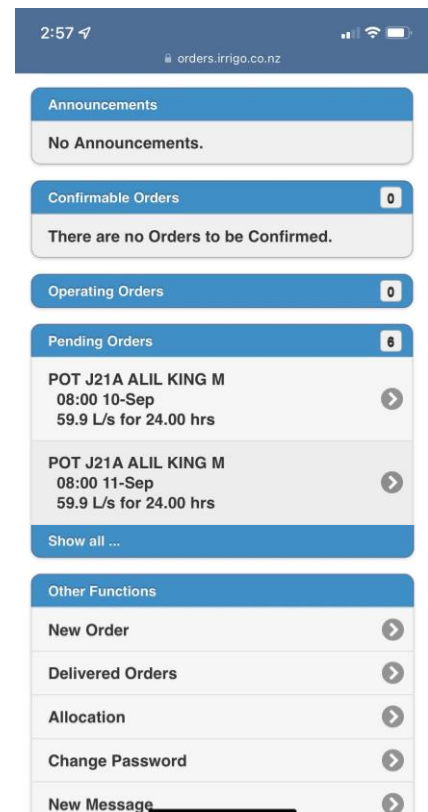 2:57
orders.irrigo.co.nz
Announcements
No Announcements.
Confirmable Orders 0
There are no Orders to be Confirmed.
Operating Orders 0
Pending Orders 6
POT J21A ALIL KING M
08:00 10-Sep
59.9 L/s for 24.00 hrs
POT J21A ALIL KING M
08:00 11-Sep
59.9 L/s for 24.00 hrs
Show all ...
Other Functions
New Order
Delivered Orders
Allocation
Change Password
New Message